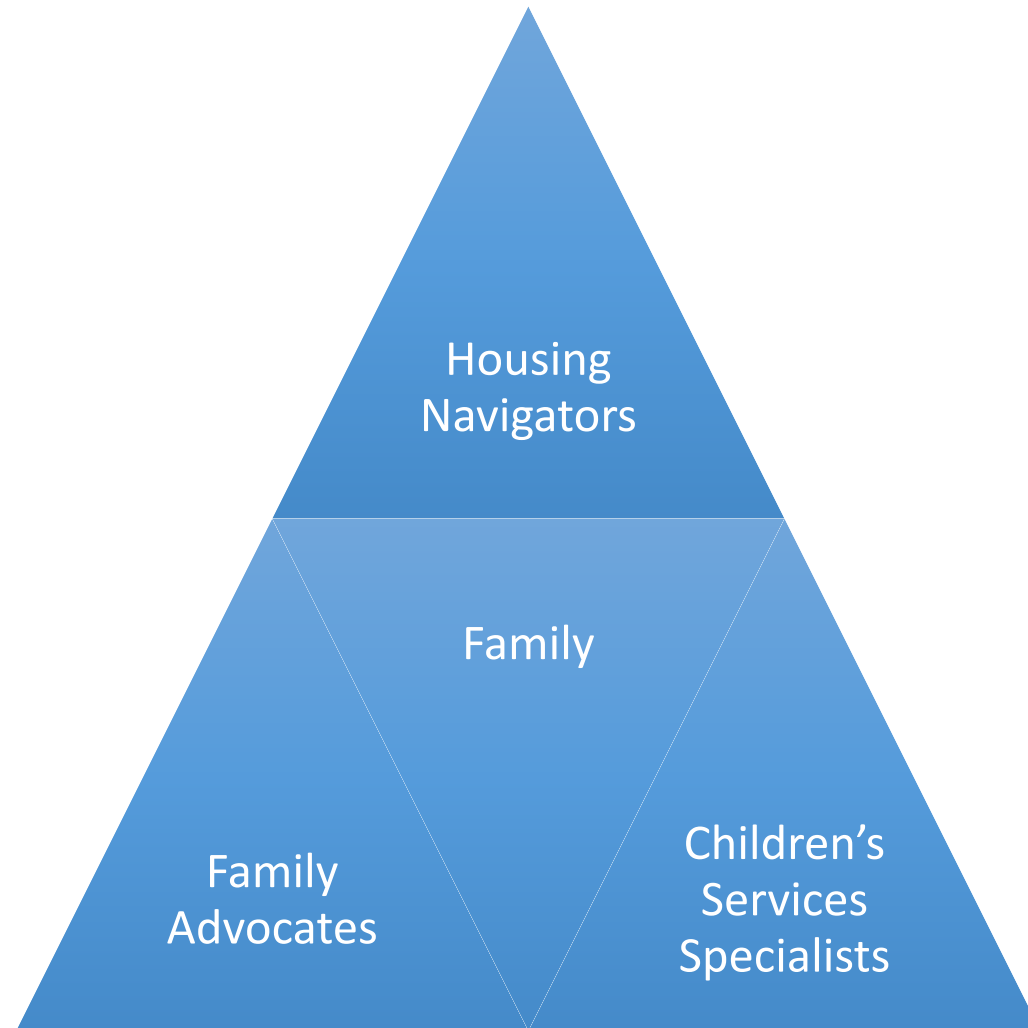 Housing
Navigators
Family
Family
Advocates
Children’s
Services
Specialists